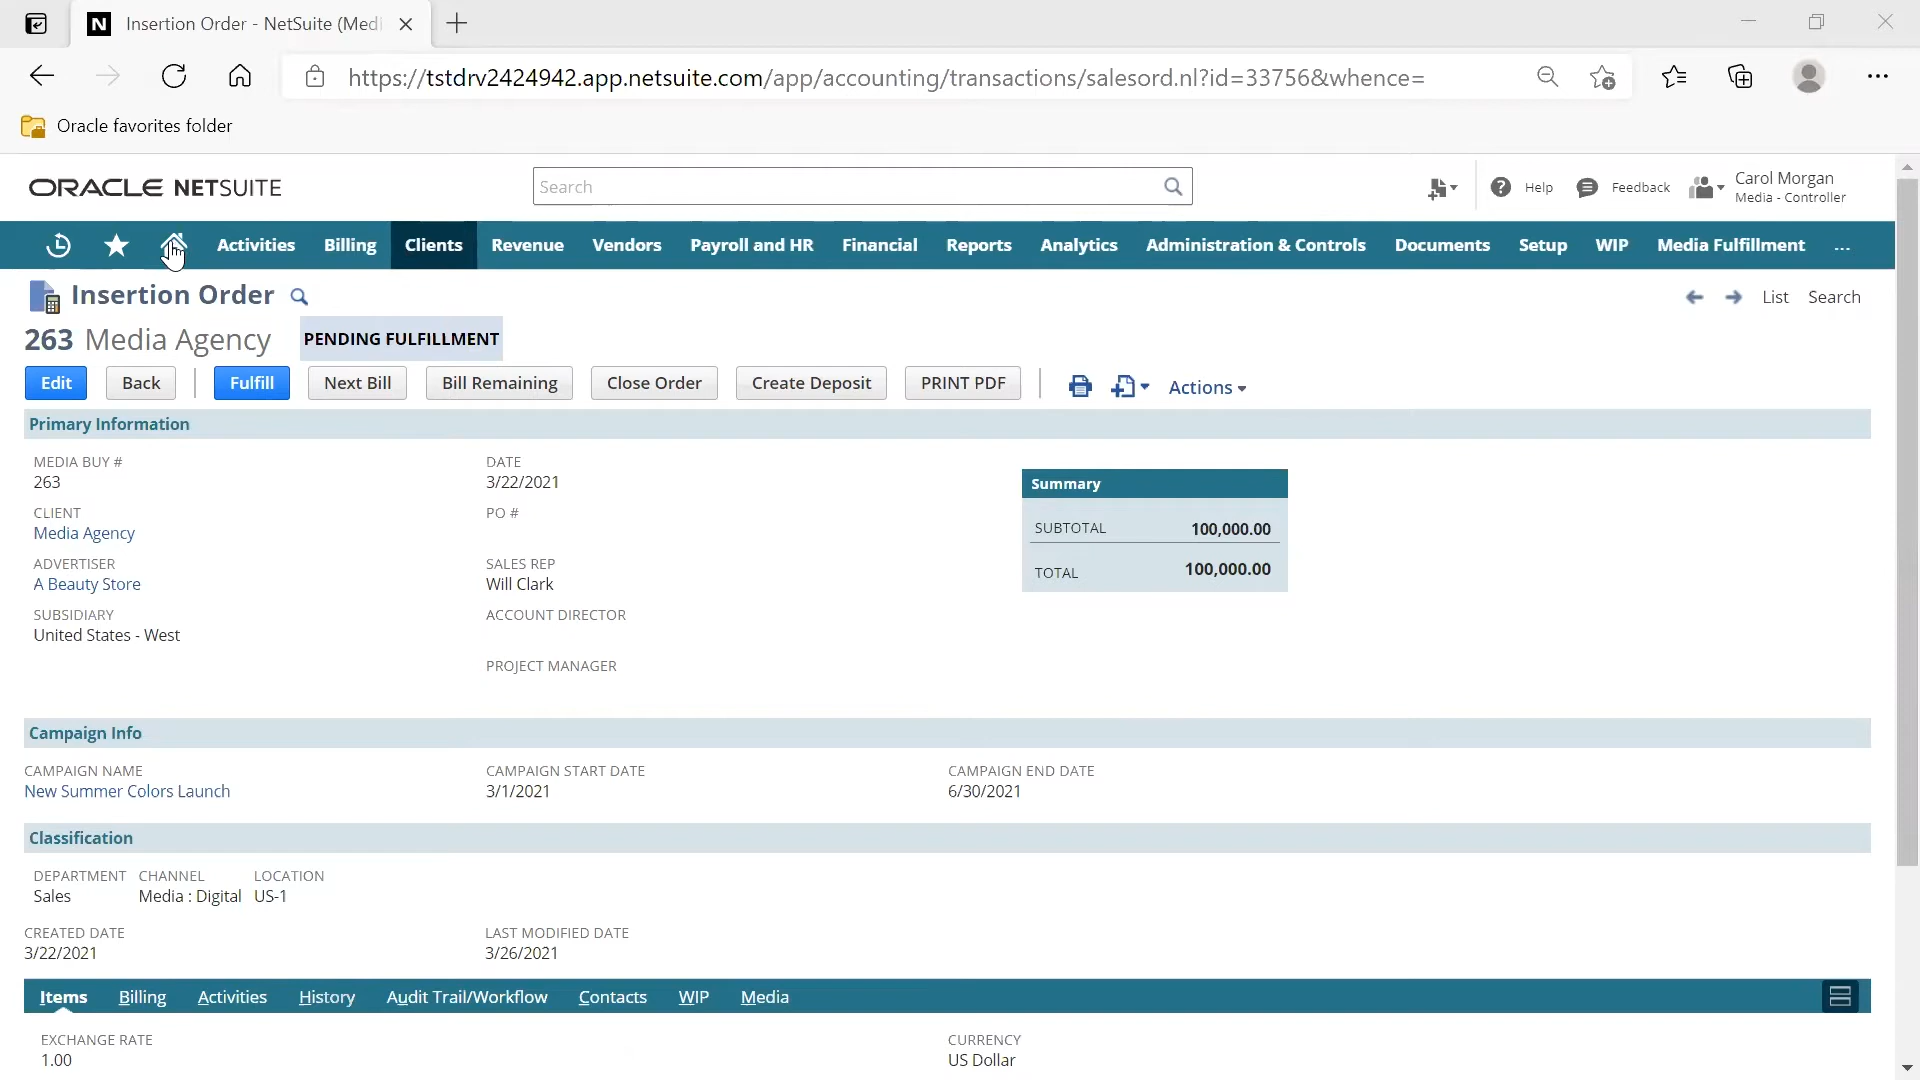 Insertion Order - NetSuite (Med
https://tstdrv2424942.app.netsuite.com/app/accounting/transactions/salesord.nl?id=33756&whence=
Oracle favorites folder
ORACLE NETSUITE
Search
Help
Feedback
Carol Morgan
Media - Controller
Activities Billing Clients Revenue Vendors Payroll and HR Financial Reports Analytics Administration & Controls Documents Setup WIP Media Fulfillment ...
Insertion Order
List Search
263 Media Agency PENDING FULFILLMENT
Edit Back Fulfill Next Bill Bill Remaining Close Order Create Deposit PRINT PDF Actions
Primary Information
MEDIA BUY #
263
CLIENT
Media Agency
ADVERTISER
A Beauty Store
SUBSIDIARY
United States - West
DATE
3/22/2021
PO #
SALES REP
Will Clark
ACCOUNT DIRECTOR
PROJECT MANAGER
Summary
SUBTOTAL 100,000.00
TOTAL 100,000.00
Campaign Info
CAMPAIGN NAME
New Summer Colors Launch
CAMPAIGN START DATE
3/1/2021
CAMPAIGN END DATE
6/30/2021
Classification
DEPARTMENT CHANNEL LOCATION
Sales Media : Digital US-1
CREATED DATE
3/22/2021
LAST MODIFIED DATE
3/26/2021
Items Billing Activities History Audit Trail/Workflow Contacts WIP Media
EXCHANGE RATE
1.00
CURRENCY
US Dollar